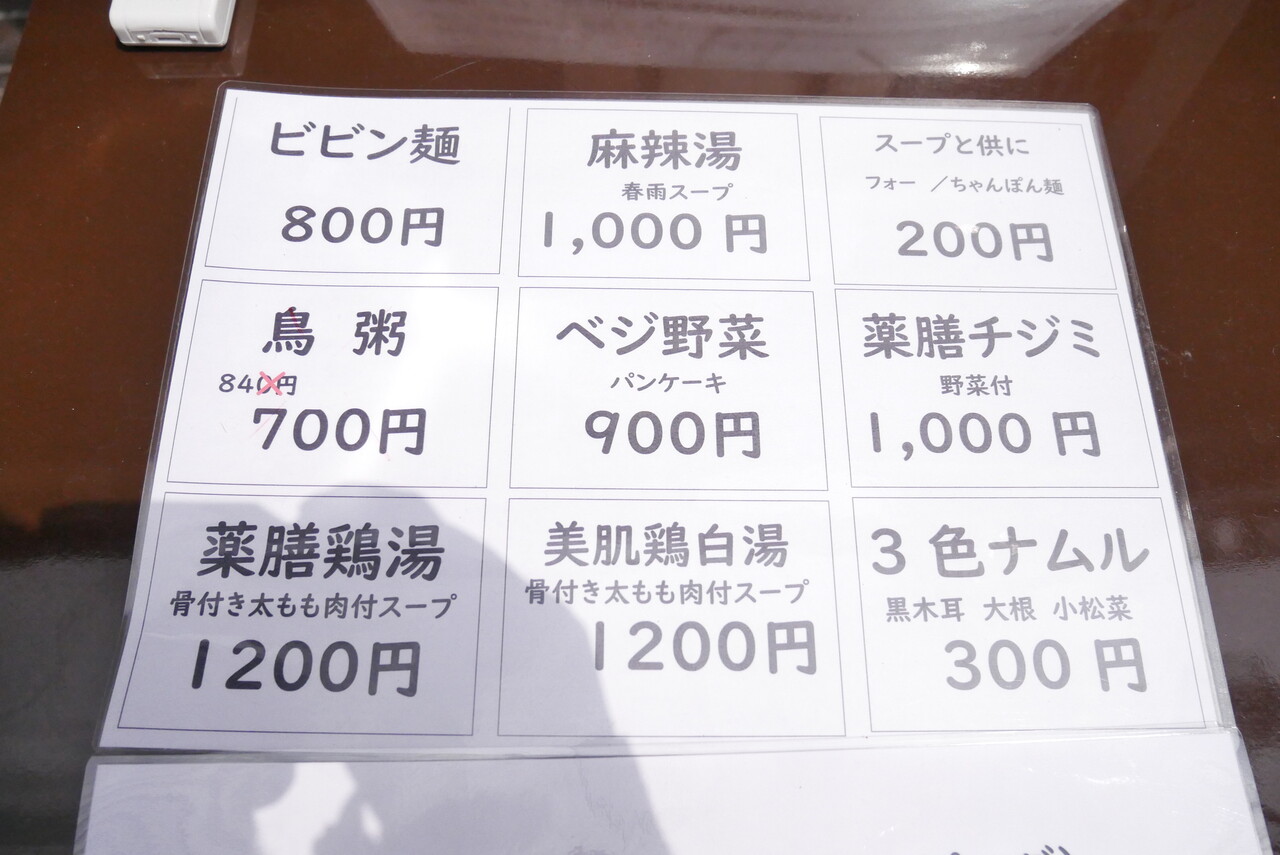 ビビン麺
800円
麻辣湯
春雨スープ
1,000 円
スープと供に
フォー ／ちゃんぽん麺
200円
鳥 粥
840円
700円
ベジ野菜
パンケーキ
900円
薬膳チジミ
野菜付
1,000 円
薬膳鶏湯
骨付き太もも肉付スープ
1200円
美肌鶏白湯
骨付き太もも肉付スープ
1200円
3 色ナムル
黒木耳 大根 小松菜
300 円